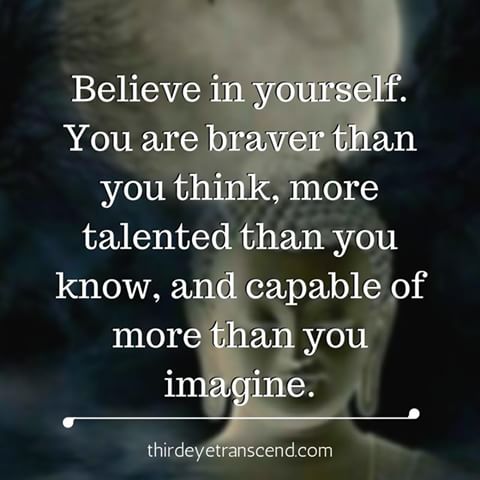 Believe in yourself.
You are braver than
you think, more
talented than you
know, and capable of
more than you
imagine.
thirdeyetranscend.com